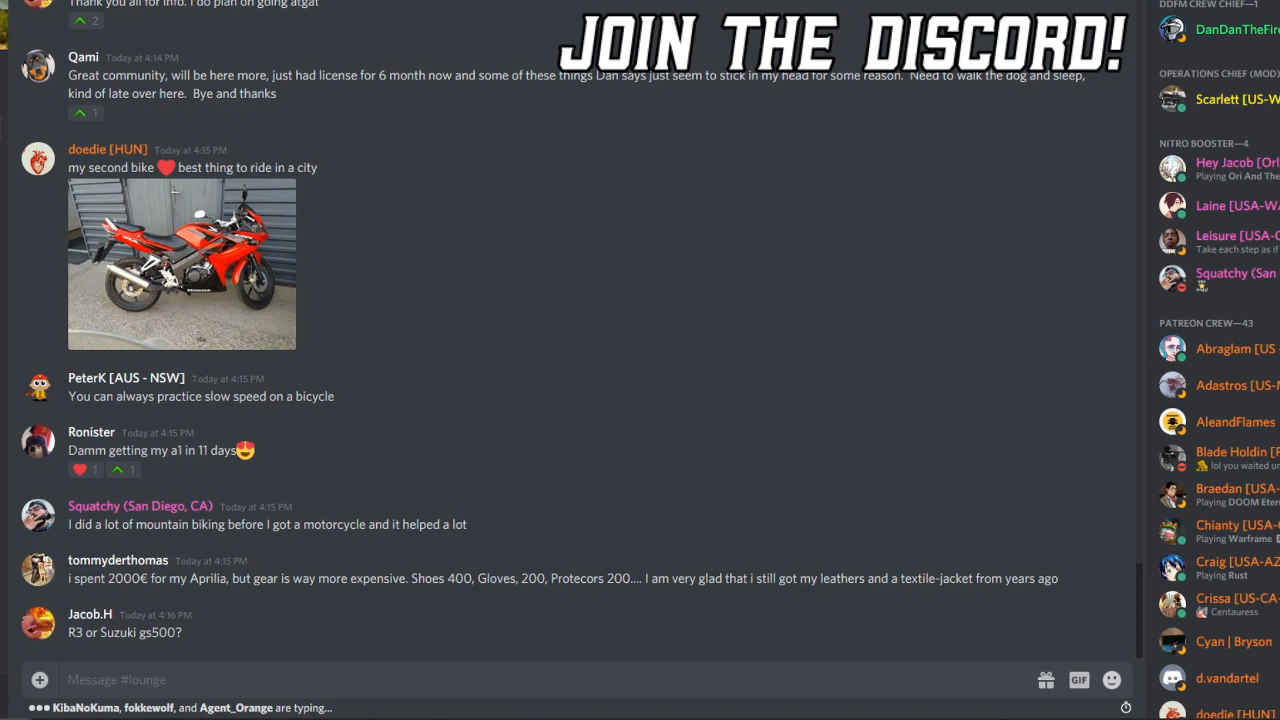 Thank you all for info. I do plan on going atgat
2
JOIN THE DISCORD!
Qami Today at 4:14 PM
Great community, will be here more, just had license for 6 month now and some of these things Dan says just seem to stick in my head for some reason. Need to walk the dog and sleep,
kind of late over here. Bye and thanks
1
doedie [HUN] Today at 4:15 PM
my second bike best thing to ride in a city
HONDA
PeterK [AUS - NSW] Today at 4:15 PM
You can always practice slow speed on a bicycle
Ronister Today at 4:15 PM
Damm getting my a1 in 11 days
1 1
Squatchy (San Diego, CA) Today at 4:15 PM
I did a lot of mountain biking before I got a motorcycle and it helped a lot
tommyderthomas Today at 4:15 PM
i spent 2000€ for my Aprilia, but gear is way more expensive. Shoes 400, Gloves, 200, Protecors 200.... I am very glad that i still got my leathers and a textile-jacket from years ago
Jacob.H Today at 4:16 PM
R3 or Suzuki gs500?
Message #lounge
GIF
KibaNoKuma, fokkewolf, and Agent_Orange are typing...
DDFM CREW CHIEF—1
DanDanTheFire
OPERATIONS CHIEF (MOD)
Scarlett [US-W
NITRO BOOSTER—4
Hey Jacob [Orl
Playing Ori And The
Laine [USA-WA
Leisure [USA-C
Take each step as if
Squatchy (San
PATREON CREW—43
Abraglam [US -
Adastros [US-M
AleandFlames
Blade Holdin [F
lol you waited un
Braedan [USA-
Playing DOOM Eter
Chianty [USA-C
Playing Warframe
Craig [USA-AZ
Playing Rust
Crissa [US-CA-
Centauress
Cyan | Bryson
d.vandartel
doedie [HUN]